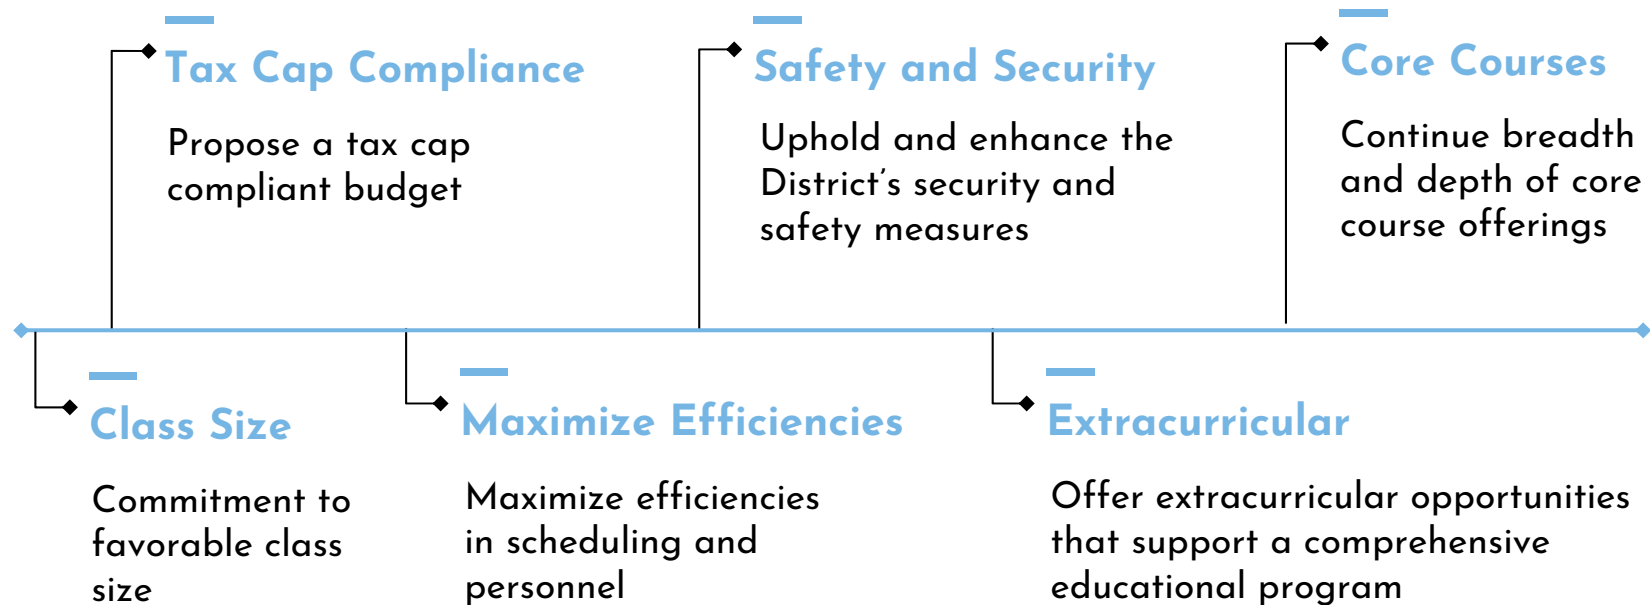 Tax Cap Compliance
Propose a tax cap
compliant budget
Safety and Security
Uphold and enhance the
District’s security and
safety measures
Core Courses
Continue breadth
and depth of core
course offerings
Class Size
Commitment to
favorable class
size
Maximize Efficiencies
Maximize efficiencies
in scheduling and
personnel
Extracurricular
Offer extracurricular opportunities
that support a comprehensive
educational program